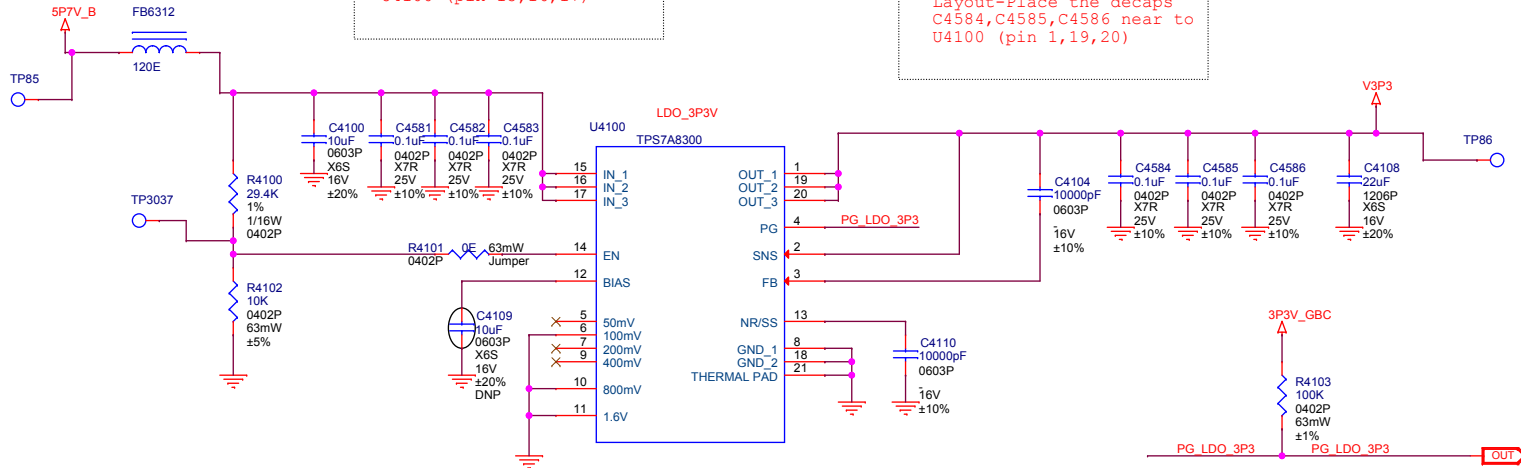 Layout-Place the decaps
C4584,C4585,C4586 near to
U4100 (pin 1,19,20)
5P7V_B
FB6312
120E
TP85
TP3037
R4100
29.4K
1%
1/16W
0402P
R4102
10K
0402P
63mW
±5%
C4100
10uF
0603P
X6S
16V
±20%
C4581
0.1uF
0402P
X7R
25V
±10%
C4582
0.1uF
0402P
X7R
25V
±10%
C4583
0.1uF
0402P
X7R
25V
±10%
R4101
0402P
0E
63mW
Jumper
C4109
10uF
0603P
X6S
16V
±20%
DNP
LDO_3P3V
U4100
TPS7A8300
15 IN_1
16 IN_2
17 IN_3
14 EN
12 BIAS
5 50mV
6 100mV
7 200mV
9 400mV
10 800mV
11 1.6V
OUT_1 1
OUT_2 19
OUT_3 20
PG 4
SNS 2
FB 3
NR/SS 13
GND_1 8
GND_2 18
THERMAL PAD 21
PG_LDO_3P3
C4110
10000pF
0603P
-
16V
±10%
C4104
10000pF
0603P
-
16V
±10%
C4584
0.1uF
0402P
X7R
25V
±10%
C4585
0.1uF
0402P
X7R
25V
±10%
C4586
0.1uF
0402P
X7R
25V
±10%
C4108
22uF
1206P
X6S
16V
±20%
V3P3
TP86
3P3V_GBC
R4103
100K
0402P
63mW
±1%
PG_LDO_3P3
PG_LDO_3P3
OUT